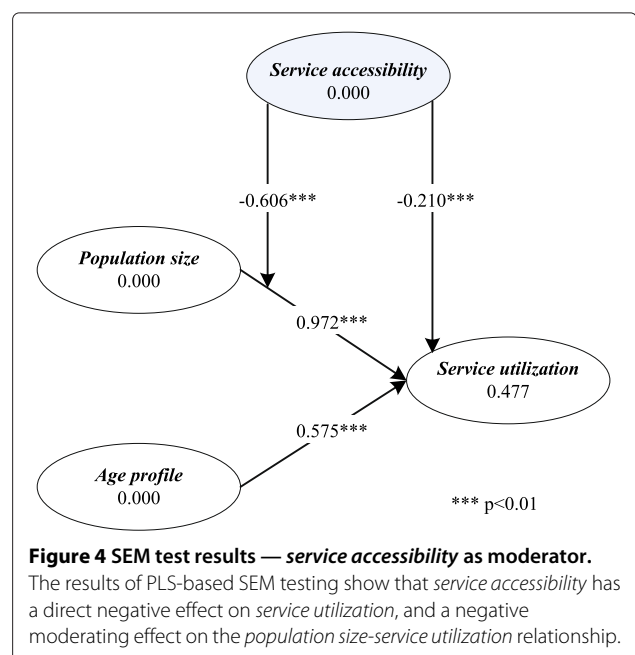 Service accessibility
0.000
-0.606***
-0.210***
Population size
0.000
0.972***
Service utilization
0.477
0.575***
Age profile
0.000
*** p<0.01
Figure 4 SEM test results — service accessibility as moderator.
The results of PLS-based SEM testing show that service accessibility has
a direct negative effect on service utilization, and a negative
moderating effect on the population size-service utilization relationship.